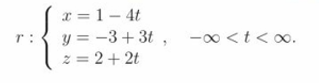 x = 1 − 4t
r : { y = −3 + 3t , −∞ < t < ∞.
z = 2 + 2t